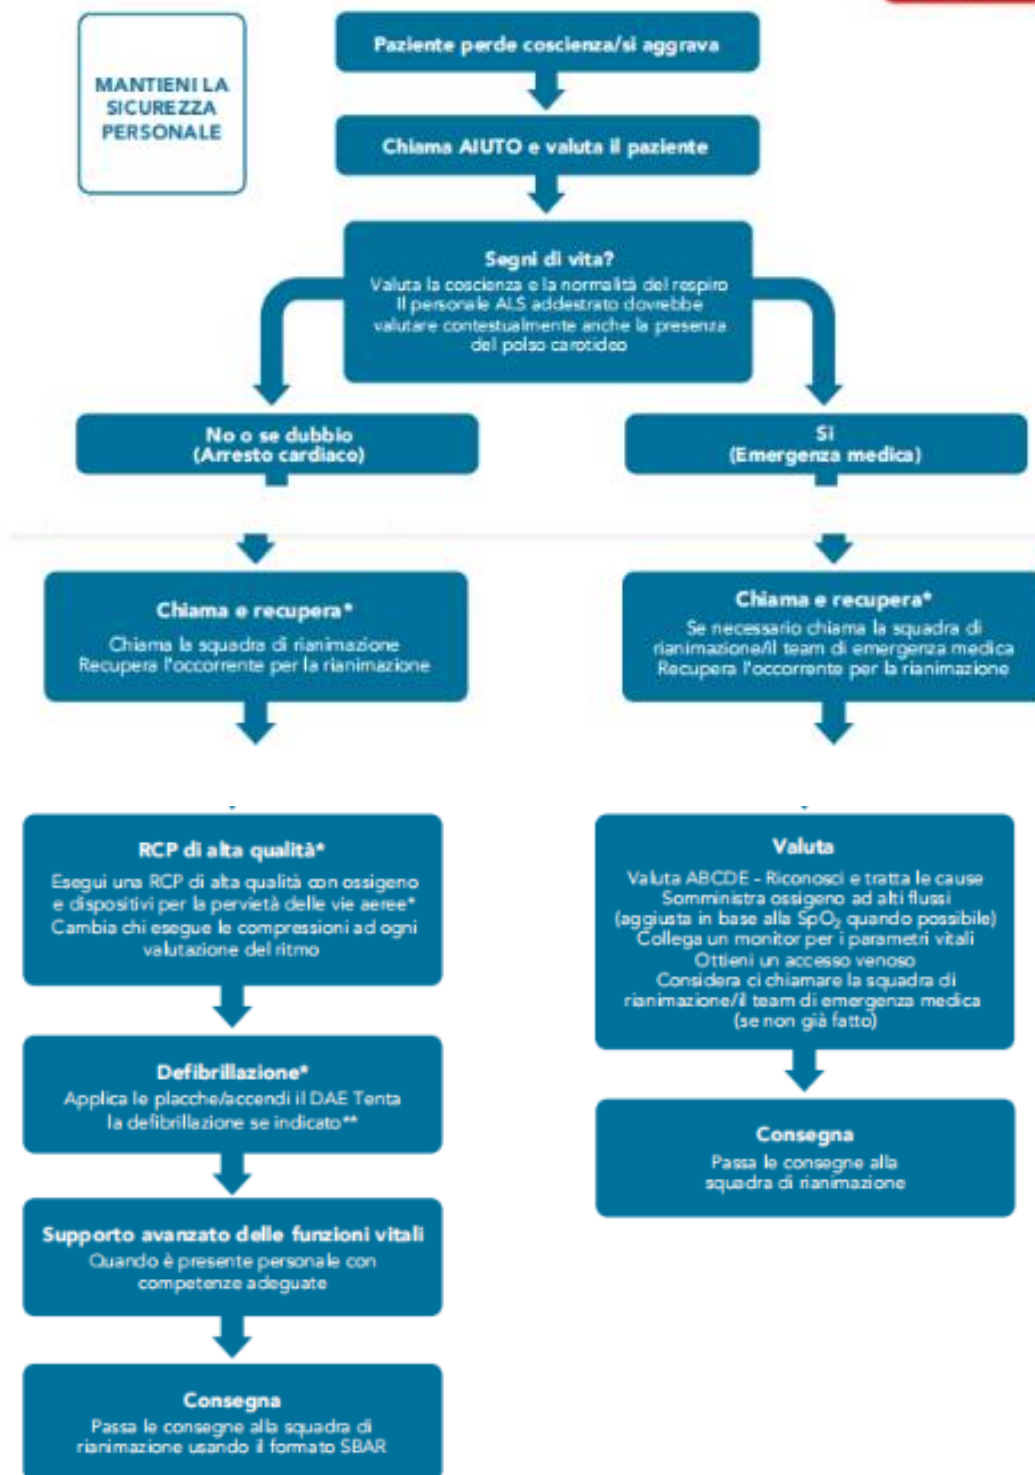 MANTIENI LA
SICUREZZA
PERSONALE
Paziente perde coscienza/si aggrava
Chiama AIUTO e valuta il paziente
Segni di vita?
Valuta la coscienza e la normalità del respiro
Il personale ALS addestrato dovrebbe
valutare contestualmente anche la presenza
del polso carotideo
No o se dubbio
(Arresto cardiaco)
Si
(Emergenza medica)
Chiama e recupera*
Chiama la squadra di rianimazione
Recupera l'occorrente per la rianimazione
Chiama e recupera*
Se necessario chiama la squadra di
rianimazione/il team di emergenza medica
Recupera l'occorrente per la rianimazione
RCP di alta qualità*
Esegui una RCP di alta qualità con ossigeno
e dispositivi per la pervietà delle vie aeree*
Cambia chi esegue le compressioni ad ogni
valutazione del ritmo
Defibrillazione*
Applica le placche/accendi il DAE Tenta
la defibrillazione se indicato**
Supporto avanzato delle funzioni vitali
Quando è presente personale con
competenze adeguate
Consegna
Passa le consegne alla squadra di
rianimazione usando il formato SBAR
Valuta
Valuta ABCDE - Riconosci e tratta le cause
Somministra ossigeno ad alti flussi
(aggiusta in base alla SpO₂ quando possibile)
Collega un monitor per i parametri vitali
Ottieni un accesso venoso
Considera ci chiamare la squadra di
rianimazione/il team di emergenza medica
(se non già fatto)
Consegna
Passa le consegne alla
squadra di rianimazione